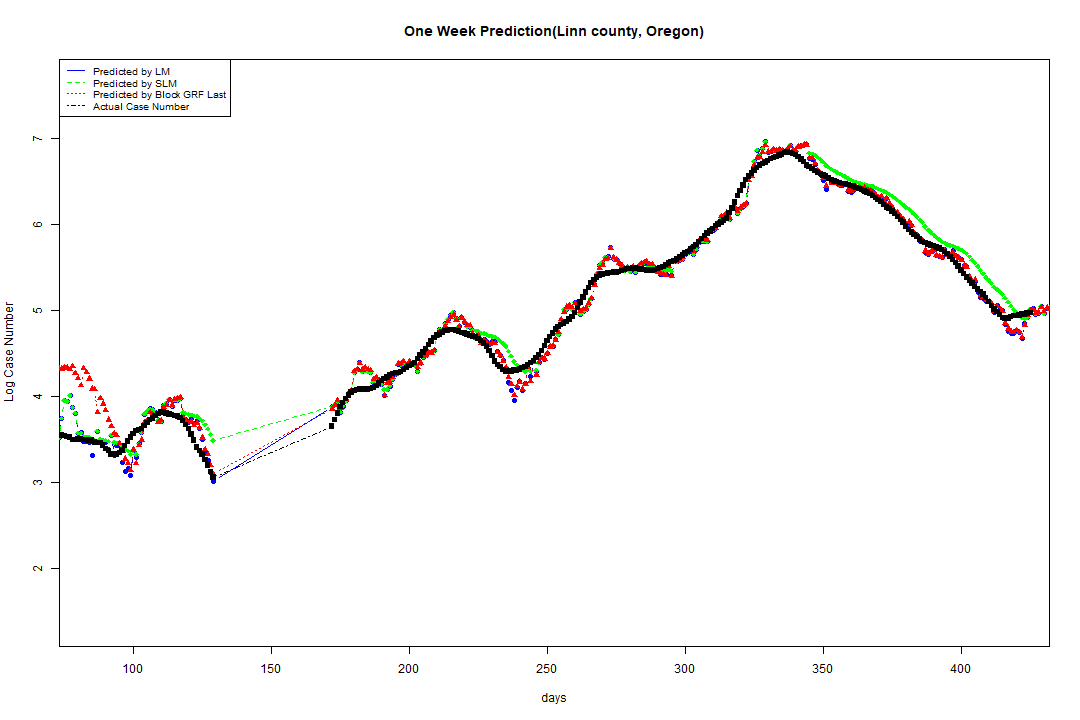 One Week Prediction(Linn county, Oregon)
Predicted by LM
Predicted by SLM
Predicted by Block GRF Last
Actual Case Number
Log Case Number
7
6
5
4
3
2
100 150 200 250 300 350 400
days